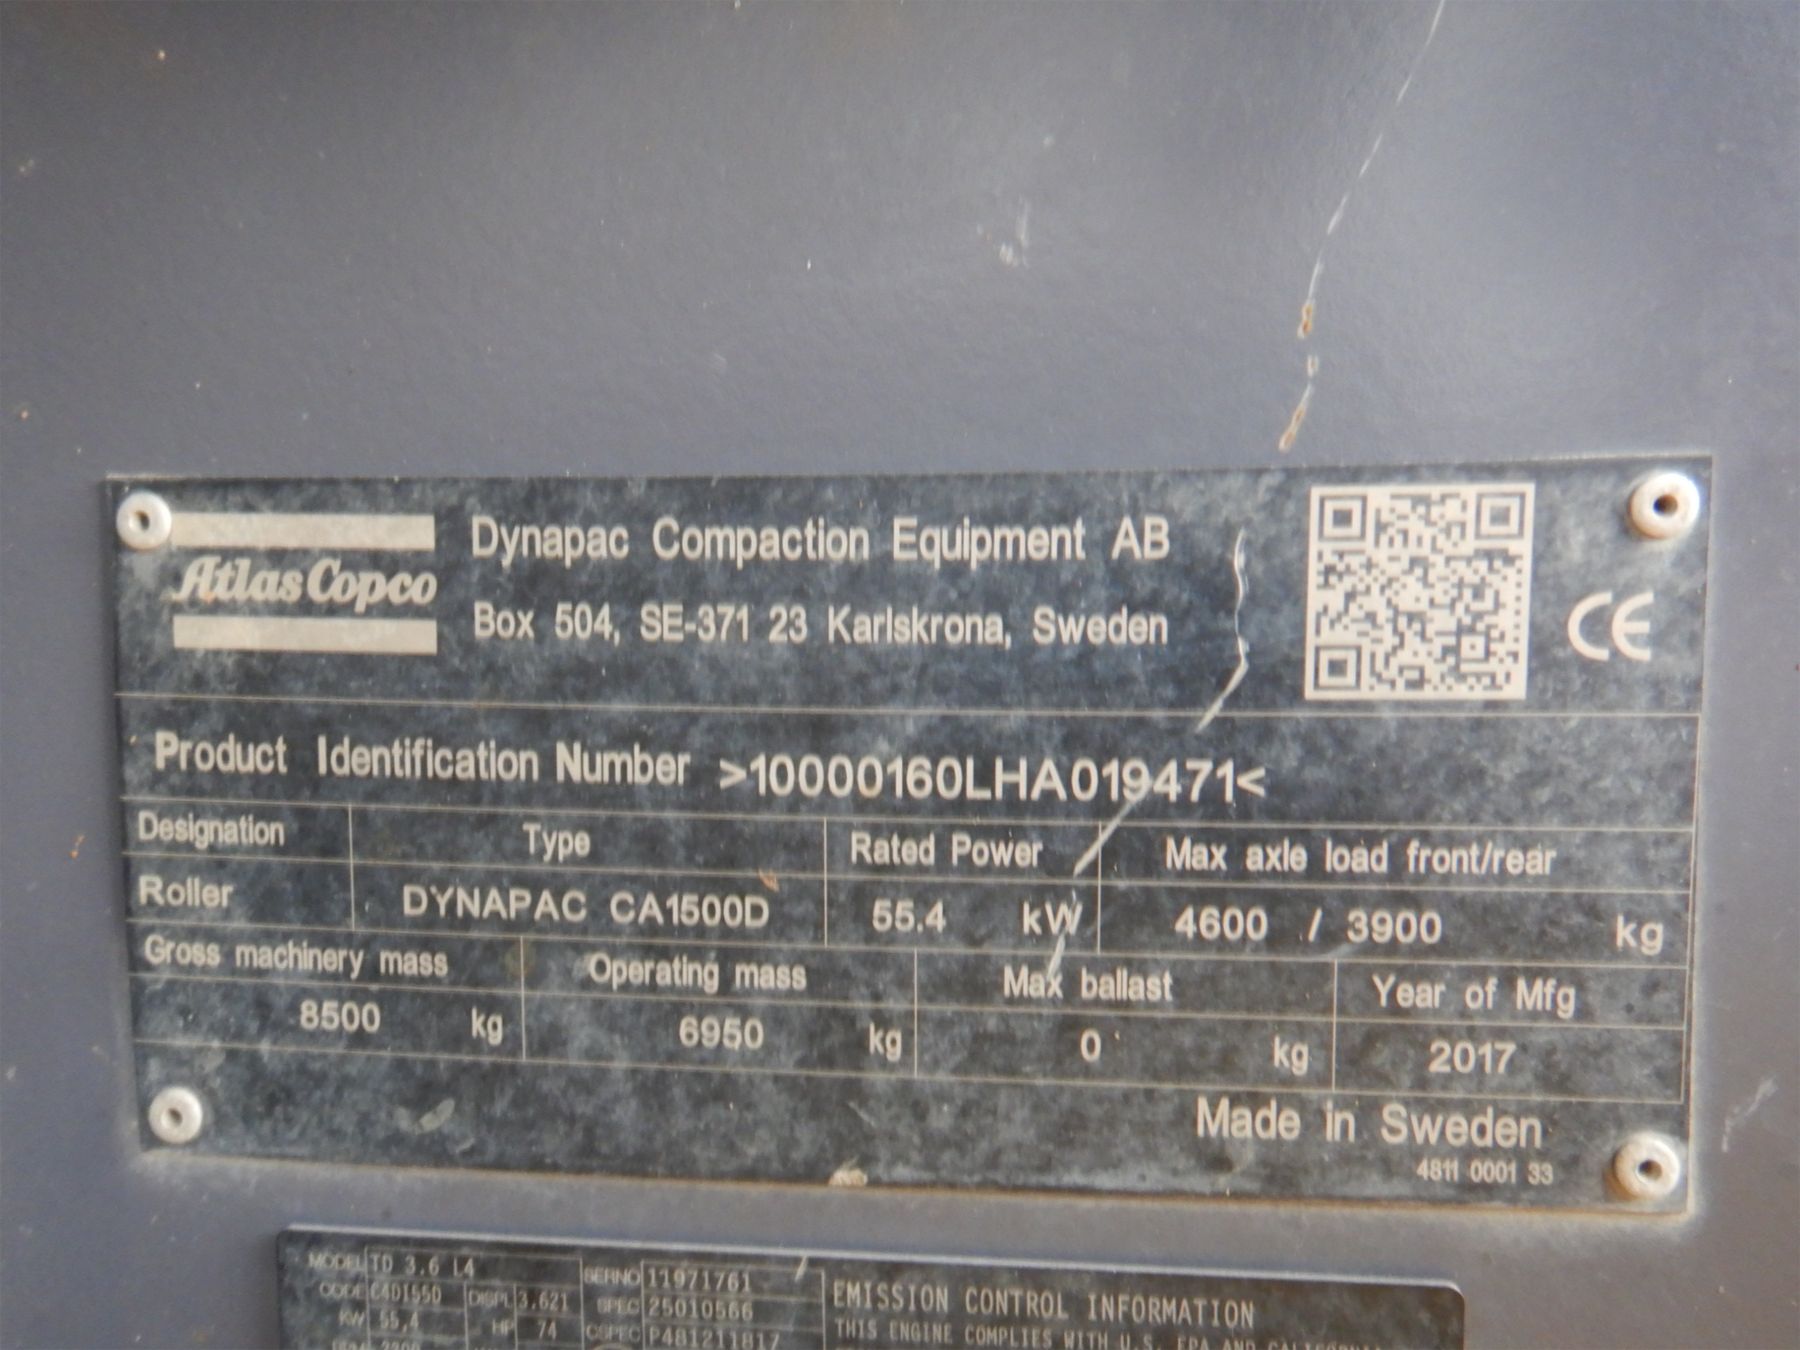 Atlas Copco
Dynapac Compaction Equipment AB
Box 504, SE-371 23 Karlskrona, Sweden
CE
Product Identification Number >10000160LHA019471<
Designation Type Rated Power Max axle load front/rear
Roller DYNAPAC CA1500D 55.4 kW 4600 / 3900 kg
Gross machinery mass Operating mass Max ballast Year of Mfg
8500 kg 6950 kg 0 kg 2017
Made in Sweden
4811 0001 33
MODEL TD 3.6 L4 SERNO 11971761
CODE C4DI55D DISPL 3.621 SPEC 25010566
KW 55,4 HP 74 CSPEC P481211817
EMISSION CONTROL INFORMATION
THIS ENGINE COMPLIES WITH U.S. EPA AND